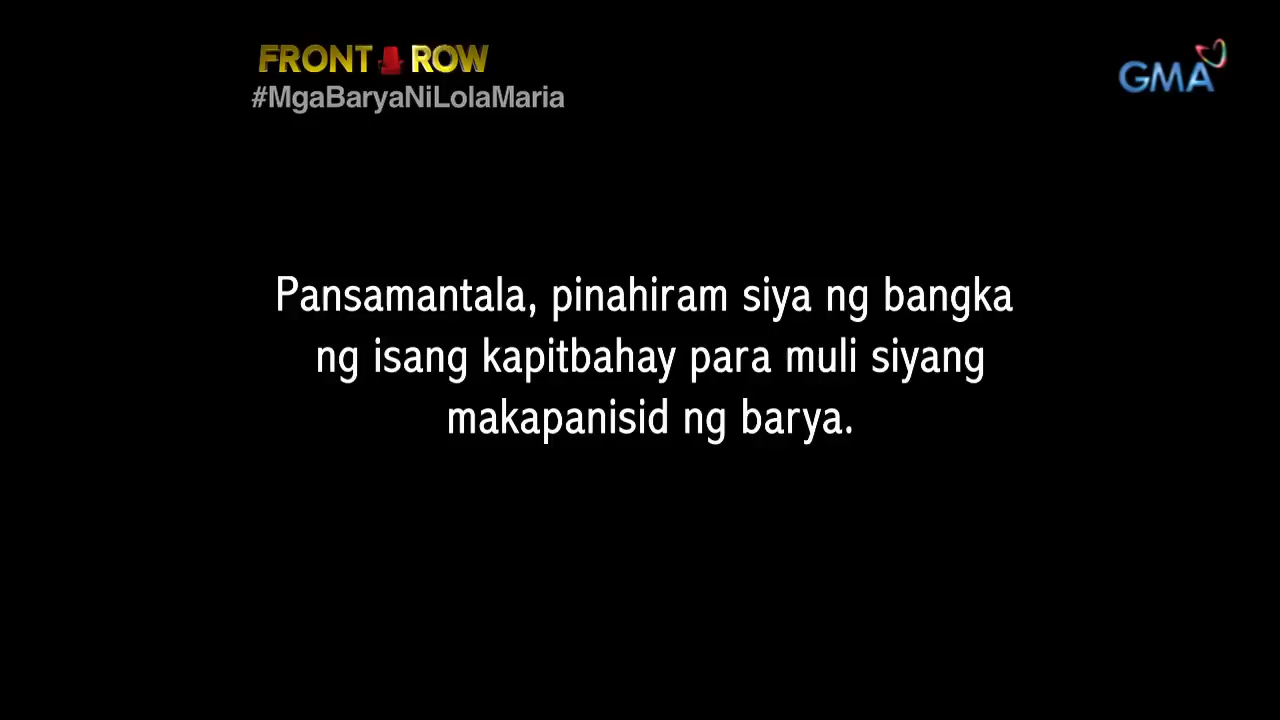 FRONT ROW
#MgaBaryaNiLolaMaria
GMA
Pansamantala, pinahiram siya ng bangka
ng isang kapitbahay para muli siyang
makapanisid ng barya.